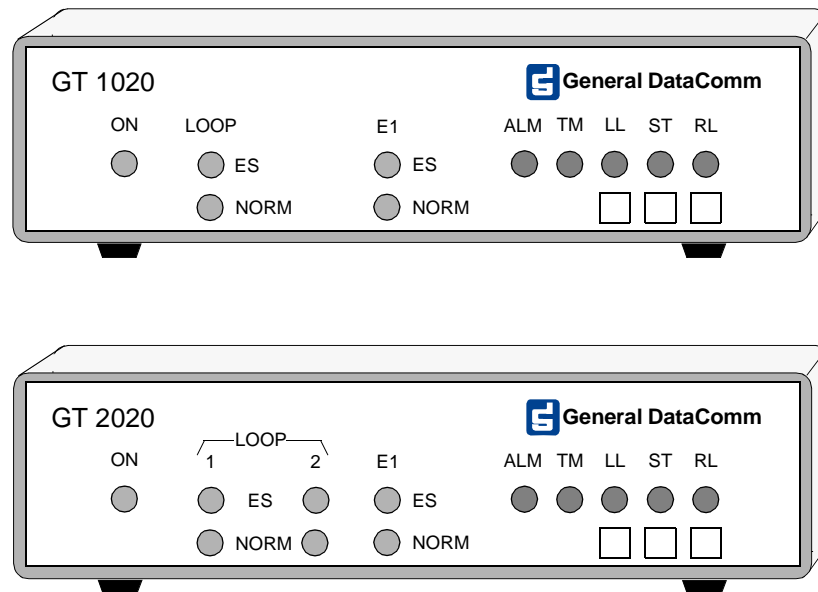 GT 1020
General DataComm
ON LOOP E1 ALM TM LL ST RL
ES ES
NORM NORM
GT 2020
General DataComm
LOOP
ON 1 2 E1 ALM TM LL ST RL
ES ES
NORM NORM